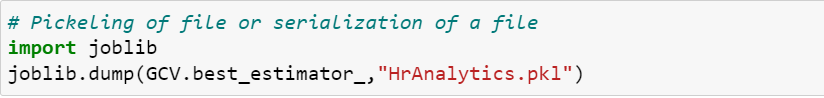 # Pickeling of file or serialization of a file
import joblib
joblib.dump(GCV.best_estimator_,"HrAnalytics.pkl")